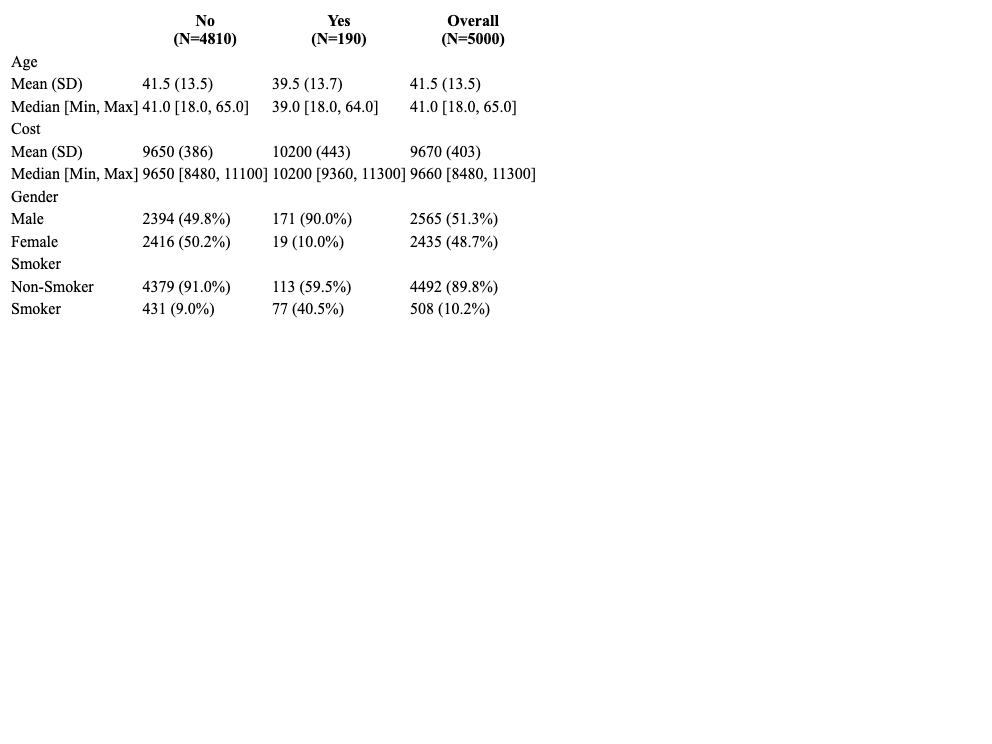 No Yes Overall
(N=4810) (N=190) (N=5000)
Age
Mean (SD) 41.5 (13.5) 39.5 (13.7) 41.5 (13.5)
Median [Min, Max] 41.0 [18.0, 65.0] 39.0 [18.0, 64.0] 41.0 [18.0, 65.0]
Cost
Mean (SD) 9650 (386) 10200 (443) 9670 (403)
Median [Min, Max] 9650 [8480, 11100] 10200 [9360, 11300] 9660 [8480, 11300]
Gender
Male 2394 (49.8%) 171 (90.0%) 2565 (51.3%)
Female 2416 (50.2%) 19 (10.0%) 2435 (48.7%)
Smoker
Non-Smoker 4379 (91.0%) 113 (59.5%) 4492 (89.8%)
Smoker 431 (9.0%) 77 (40.5%) 508 (10.2%)